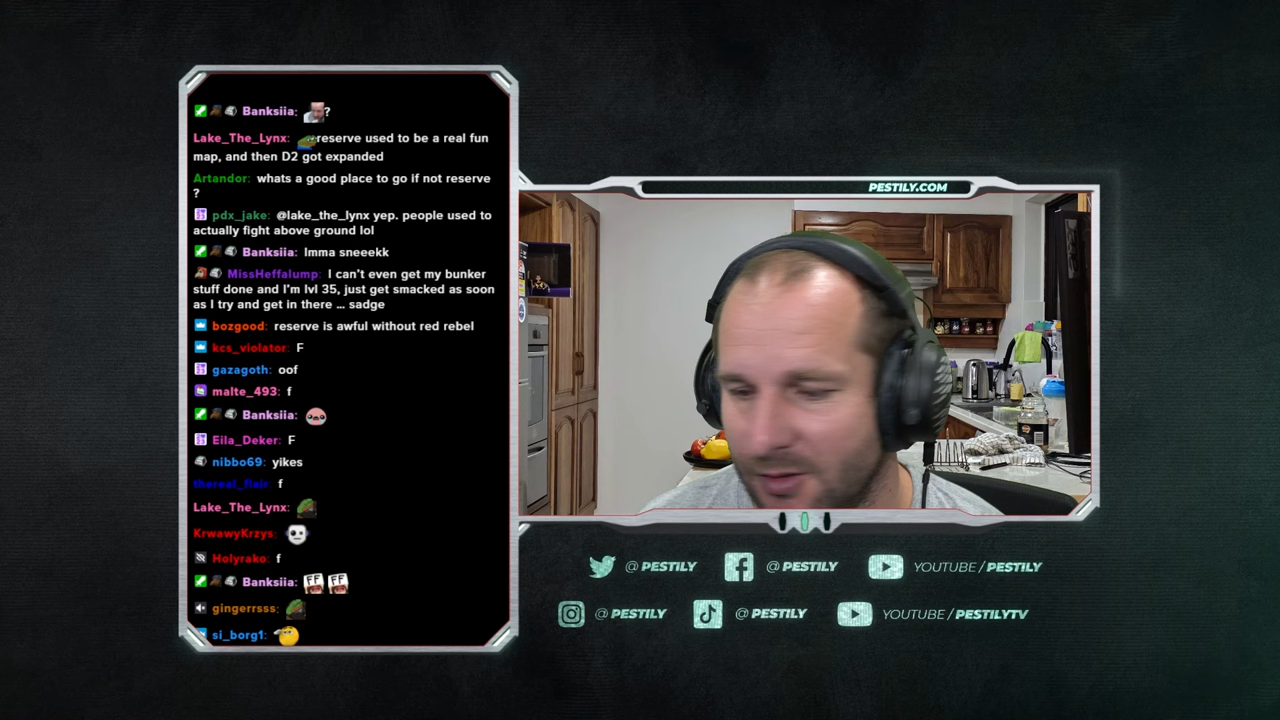 Banksiia: ?
Lake_The_Lynx: reserve used to be a real fun
map, and then D2 got expanded
Artandor: whats a good place to go if not reserve
?
pdx_jake: @lake_the_lynx yep. people used to
actually fight above ground lol
Banksiia: Imma sneeekk
MissHeffalump: I can't even get my bunker
stuff done and I'm lvl 35, just get smacked as soon
as I try and get in there ... sadge
bozgood: reserve is awful without red rebel
kcs_violator: F
gazagoth: oof
malte_493: f
Banksiia:
Eila_Deker: F
nibbo69: yikes
thereal_flair: f
Lake_The_Lynx:
KrwawyKrzys:
Holyrako: f
Banksiia: FF FF
gingerrsss:
si_borg1:
PESTILY.COM
@PESTILY @PESTILY YOUTUBE/PESTILY
@PESTILY @PESTILY YOUTUBE/PESTILYTV